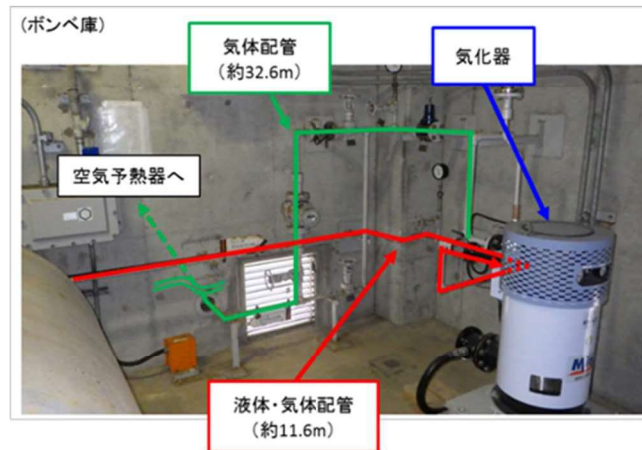 (ボンベ庫)
気体配管
(約32.6m)
気化器
空気予熱器へ
液体・気体配管
(約11.6m)